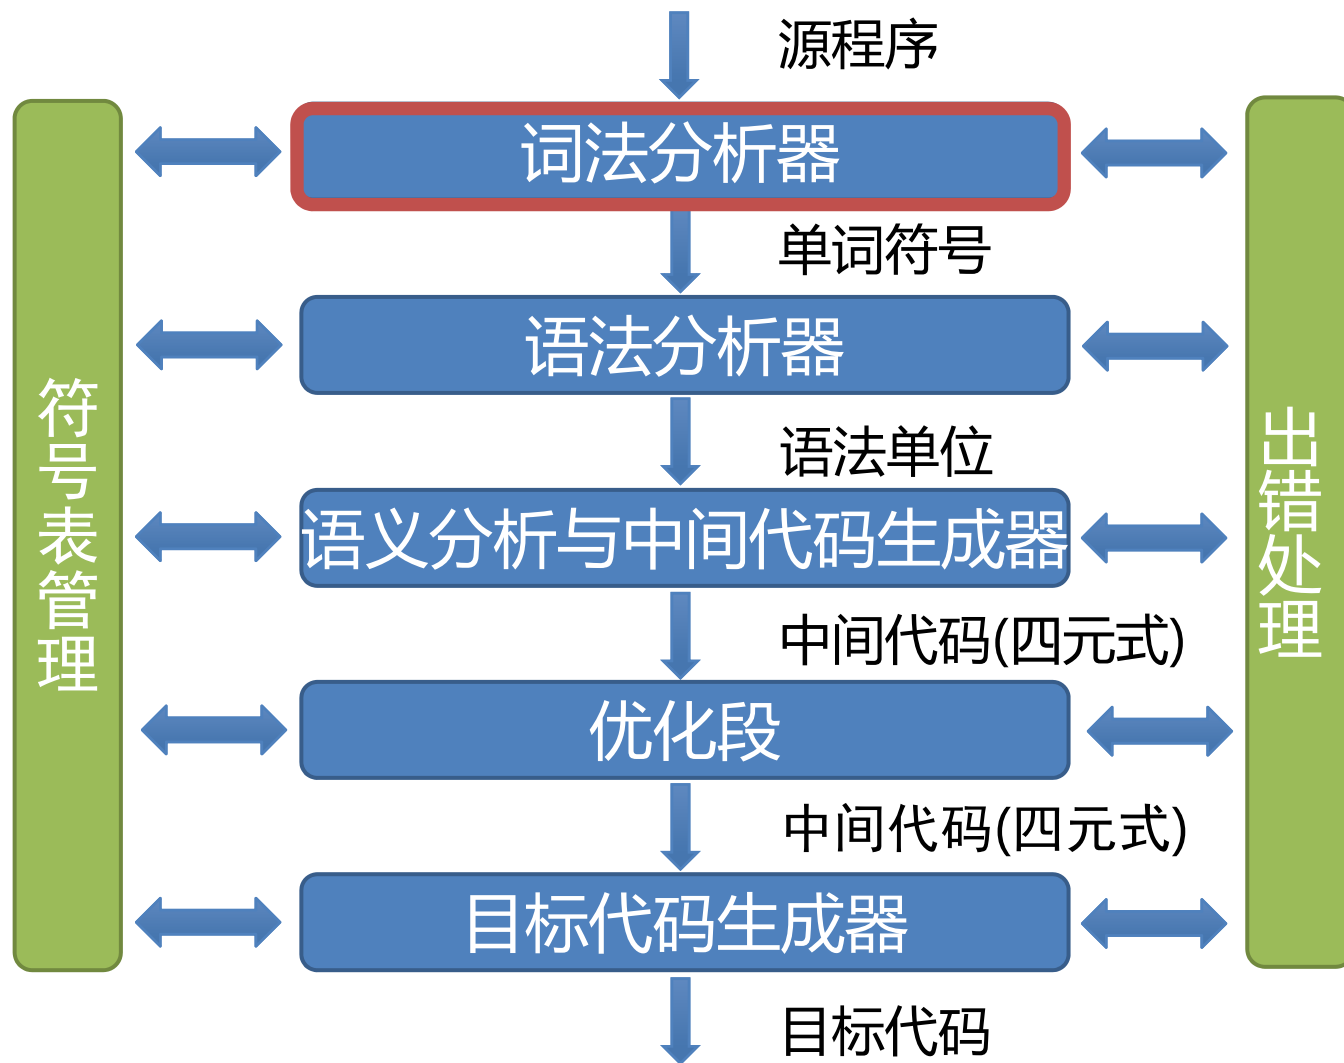 源程序
词法分析器
单词符号
语法分析器
语法单位
语义分析与中间代码生成器
中间代码(四元式)
优化段
中间代码(四元式)
目标代码生成器
目标代码
符号表管理
出错处理